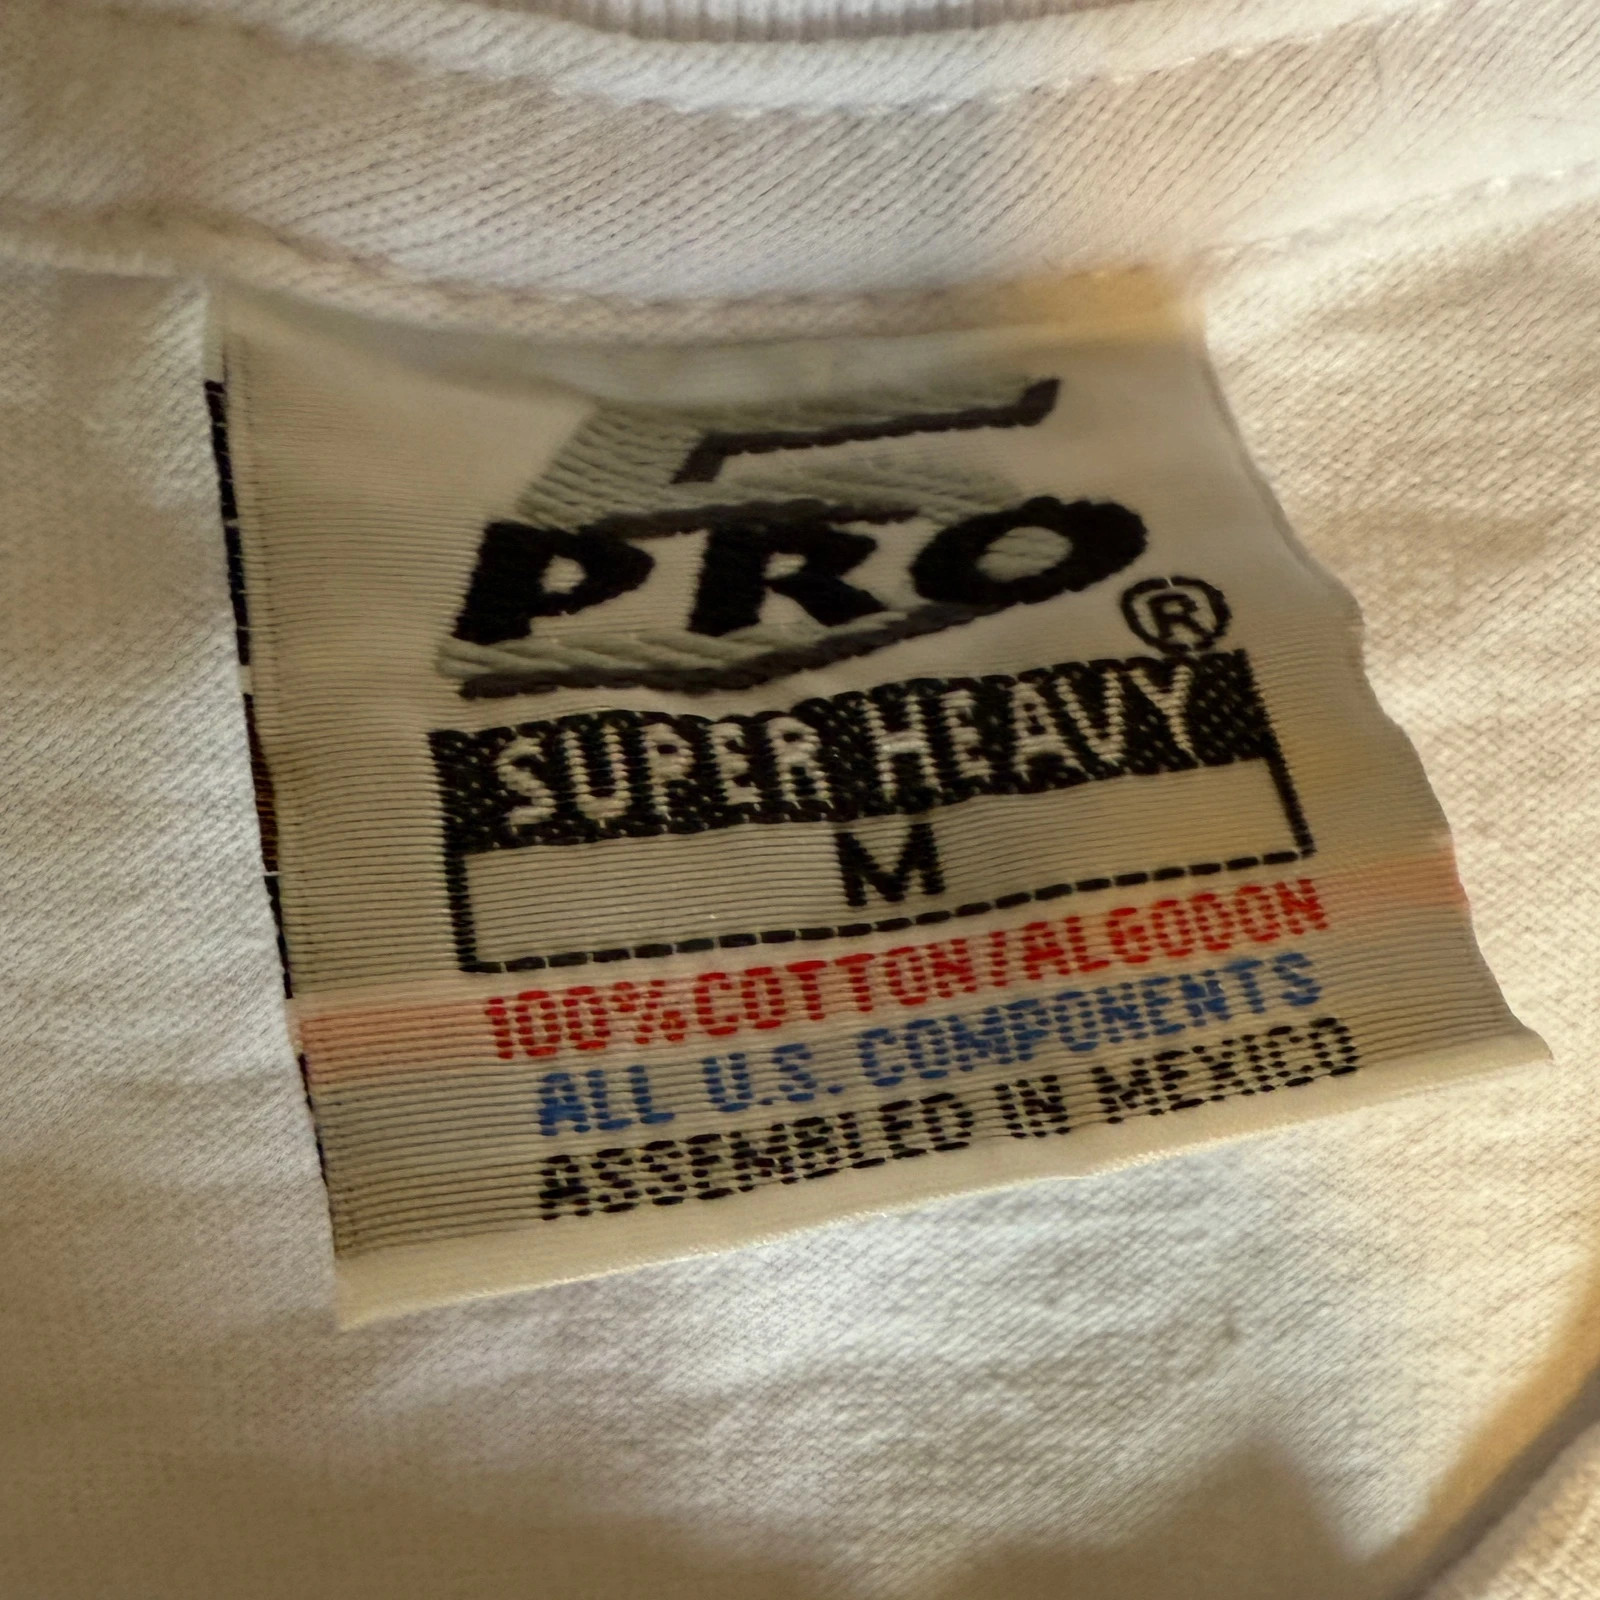 PRO®
SUPER HEAVY
M
100% COTTON/ALGODON
ALL U.S. COMPONENTS
ASSEMBLED IN MEXICO